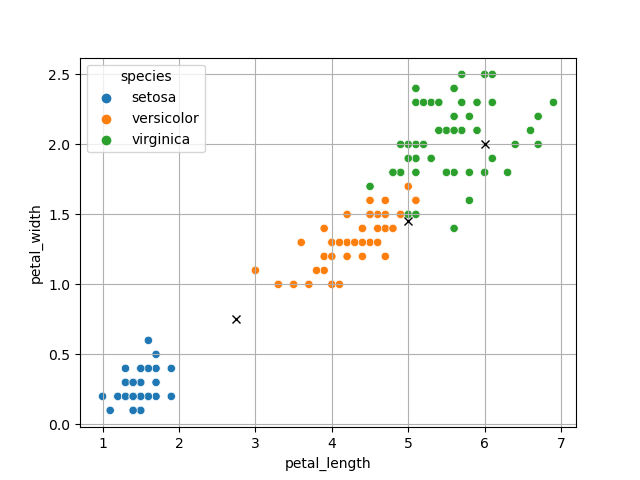 species
setosa
versicolor
virginica
2.5
2.0
1.5
1.0
0.5
0.0
petal_width
1 2 3 4 5 6 7
petal_length